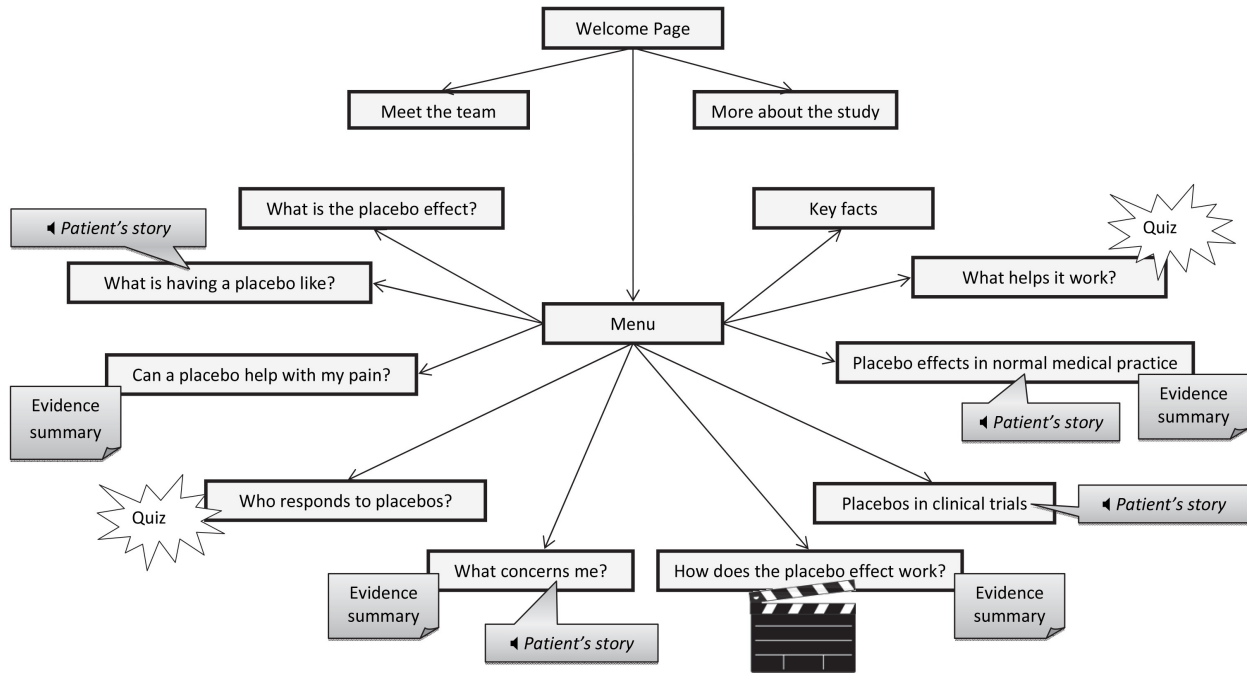 Welcome Page
Meet the team
More about the study
What is the placebo effect?
Key facts
Patient's story
Quiz
What is having a placebo like?
What helps it work?
Menu
Can a placebo help with my pain?
Placebo effects in normal medical practice
Evidence
summary
Patient's story
Evidence
summary
Who responds to placebos?
Quiz
Placebos in clinical trials
Patient's story
What concerns me?
How does the placebo effect work?
Evidence
summary
Patient's story
Evidence
summary